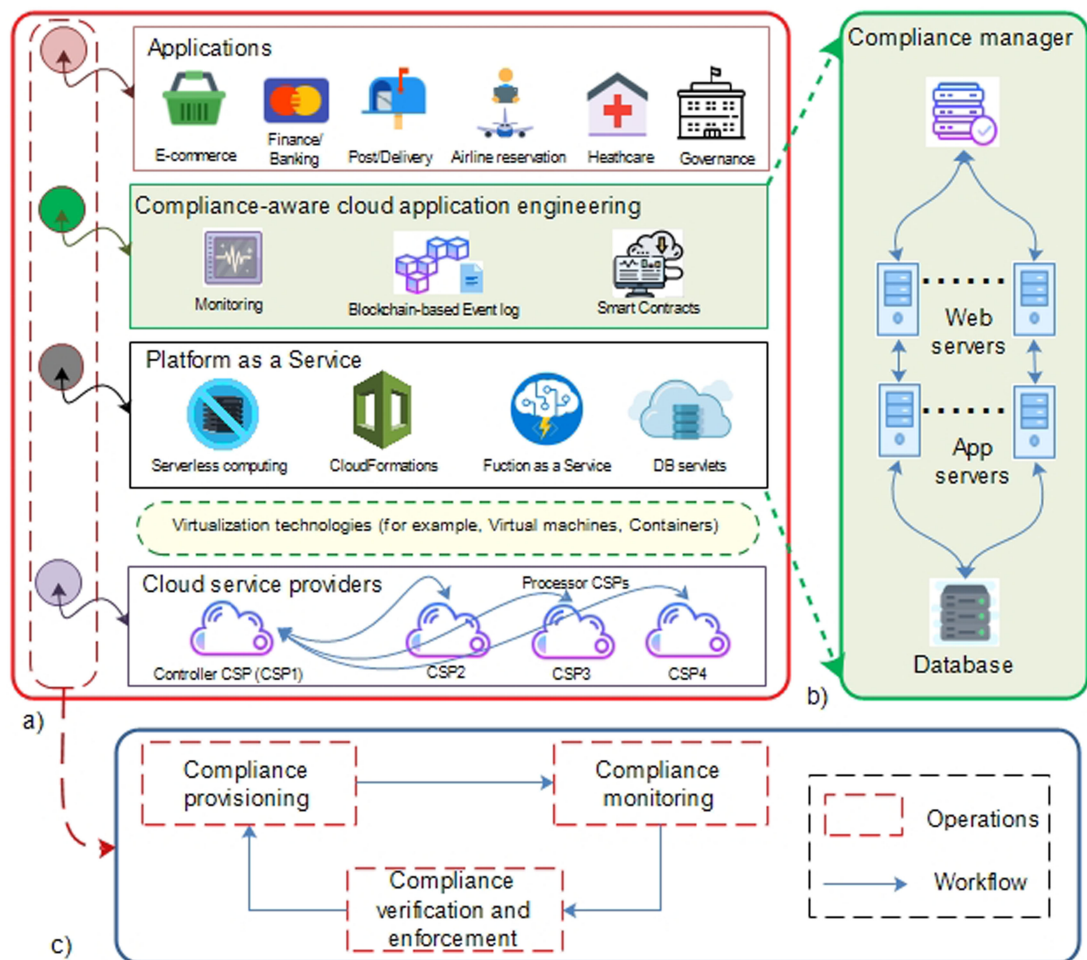 Applications
E-commerce
Finance/
Banking
Post/Delivery
Airline reservation
Heathcare
Governance
Compliance-aware cloud application engineering
Monitoring
Blockchain-based Event log
Smart Contracts
Platform as a Service
Serverless computing
CloudFormations
Fuction as a Service
DB servlets
Virtualization technologies (for example, Virtual machines, Containers)
Cloud service providers
Processor CSPs
Controller CSP (CSP1)
CSP2
CSP3
CSP4
a)
Compliance manager
Web
servers
App
servers
Database
b)
Compliance
provisioning
Compliance
monitoring
Compliance
verification and
enforcement
Operations
Workflow
c)